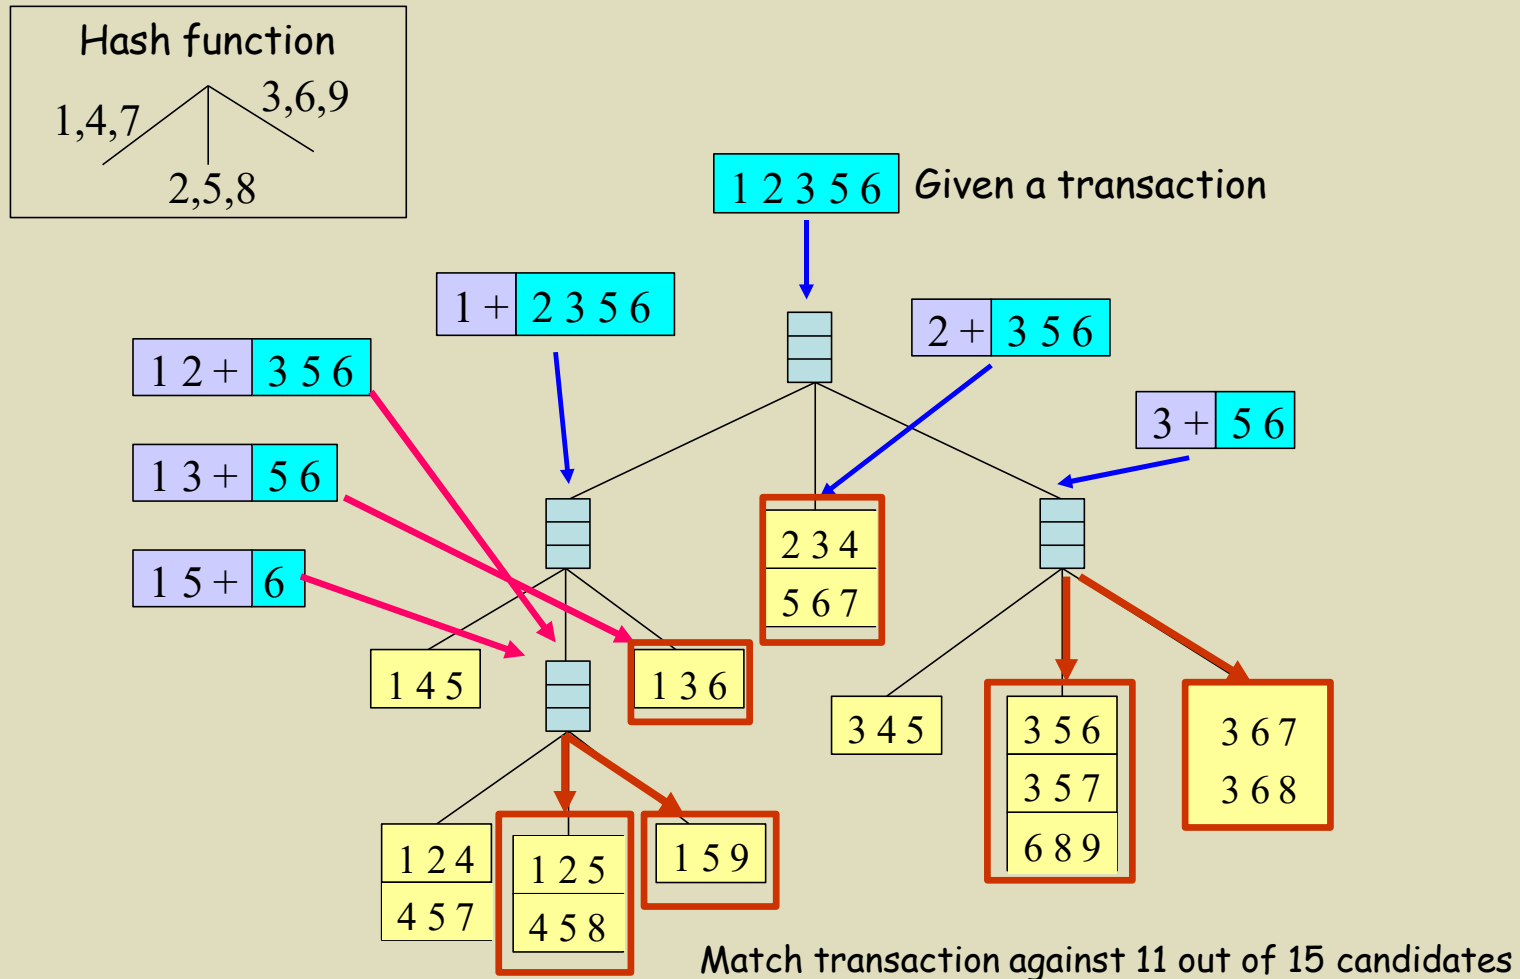 Hash function
1,4,7
3,6,9
2,5,8
1 2 3 5 6 Given a transaction
1 + 2 3 5 6
2 + 3 5 6
1 2 + 3 5 6
3 + 5 6
1 3 + 5 6
1 5 + 6
2 3 4
5 6 7
1 4 5
1 3 6
3 4 5
3 5 6
3 5 7
6 8 9
3 6 7
3 6 8
1 2 4
4 5 7
1 2 5
4 5 8
1 5 9
Match transaction against 11 out of 15 candidates